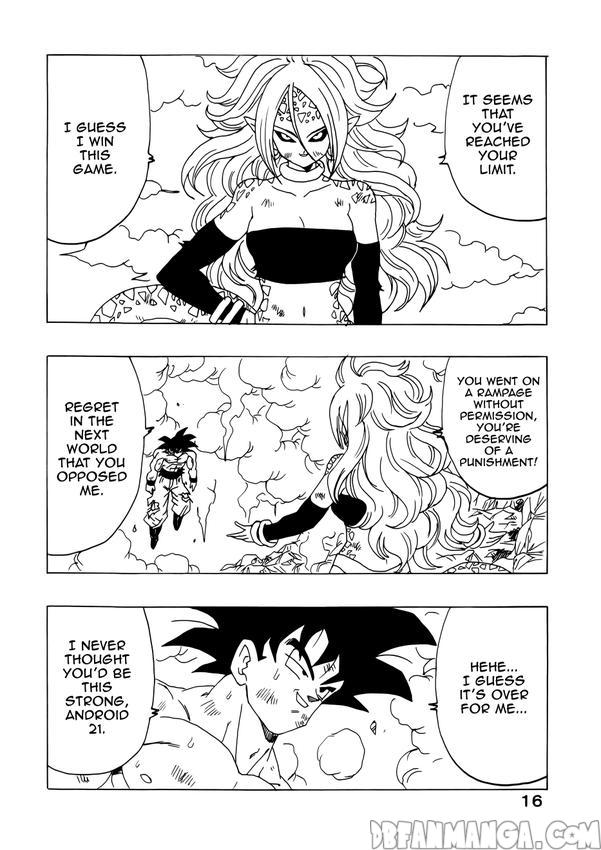 IT SEEMS
THAT
YOU'VE
REACHED
YOUR
LIMIT.
I GUESS
I WIN
THIS
GAME.
YOU WENT ON
A RAMPAGE
WITHOUT
PERMISSION,
YOU'RE
DESERVING
OF A
PUNISHMENT!
REGRET
IN THE
NEXT
WORLD
THAT YOU
OPPOSED
ME.
HEHE...
I GUESS
IT'S OVER
FOR ME...
I NEVER
THOUGHT
YOU'D BE
THIS
STRONG,
ANDROID
21.
16
DBFANMANGA.COM